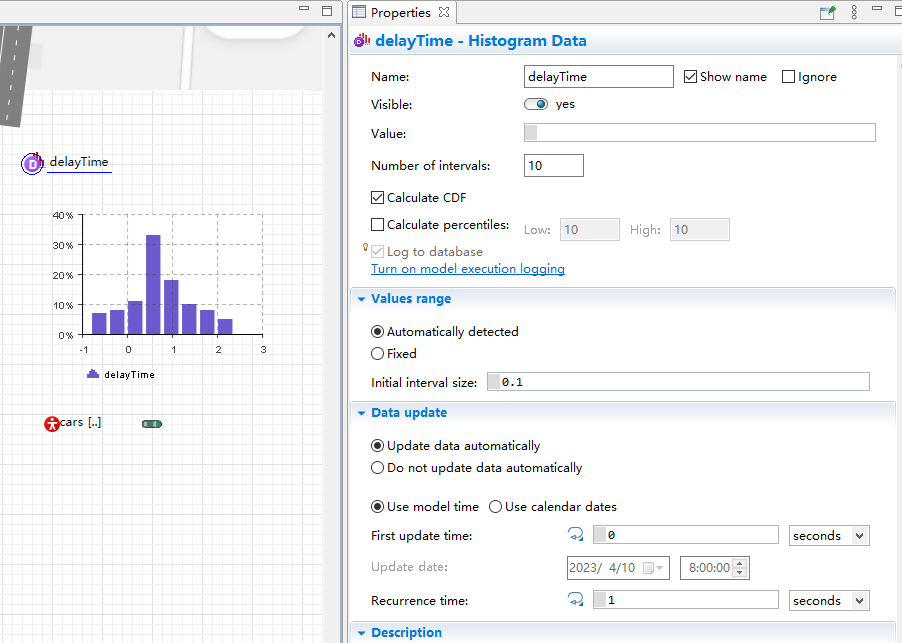 Properties
delayTime - Histogram Data
Name: delayTime Show name Ignore
Visible: yes
Value:
Number of intervals: 10
Calculate CDF
Calculate percentiles: Low: 10 High: 10
Log to database
Turn on model execution logging
Values range
Automatically detected
Fixed
Initial interval size: 0.1
Data update
Update data automatically
Do not update data automatically
Use model time Use calendar dates
First update time: 0 seconds
Update date: 2023/ 4/10 8:00:00
Recurrence time: 1 seconds
Description
D delayTime
40%
30%
20%
10%
0%
-1 0 1 2 3
delayTime
cars [..]